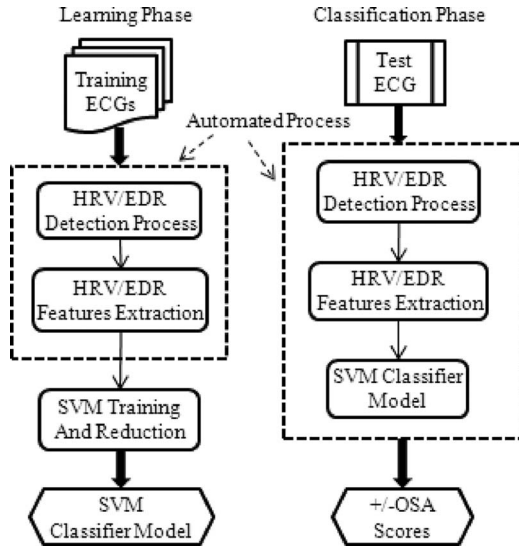 Learning Phase
Training
ECGs
HRV/EDR
Detection Process
HRV/EDR
Features Extraction
SVM Training
And Reduction
SVM
Classifier Model
Automated Process
Classification Phase
Test
ECG
HRV/EDR
Detection Process
HRV/EDR
Features Extraction
SVM Classifier
Model
+/-OSA
Scores